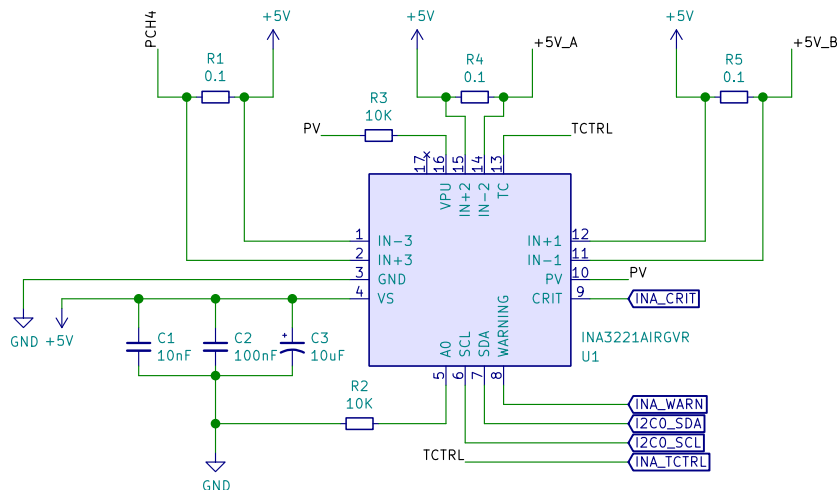 PCH4
+5V
R1
0.1
+5V
R4
0.1
+5V_A
+5V
R5
0.1
+5V_B
R3
10K
PV
TCTRL
17
16
15
14
13
VPU
IN+2
IN-2
TC
1
IN-3
2
IN+3
3
GND
4
VS
12
IN+1
11
IN-1
10
PV
PV
9
CRIT
INA_CRIT
GND
+5V
C1
10nF
C2
100nF
C3
10uF
+
A0
SCL
SDA
WARNING
5
6
7
8
INA3221AIRGVR
U1
R2
10K
INA_WARN
I2C0_SDA
I2C0_SCL
TCTRL
INA_TCTRL
GND